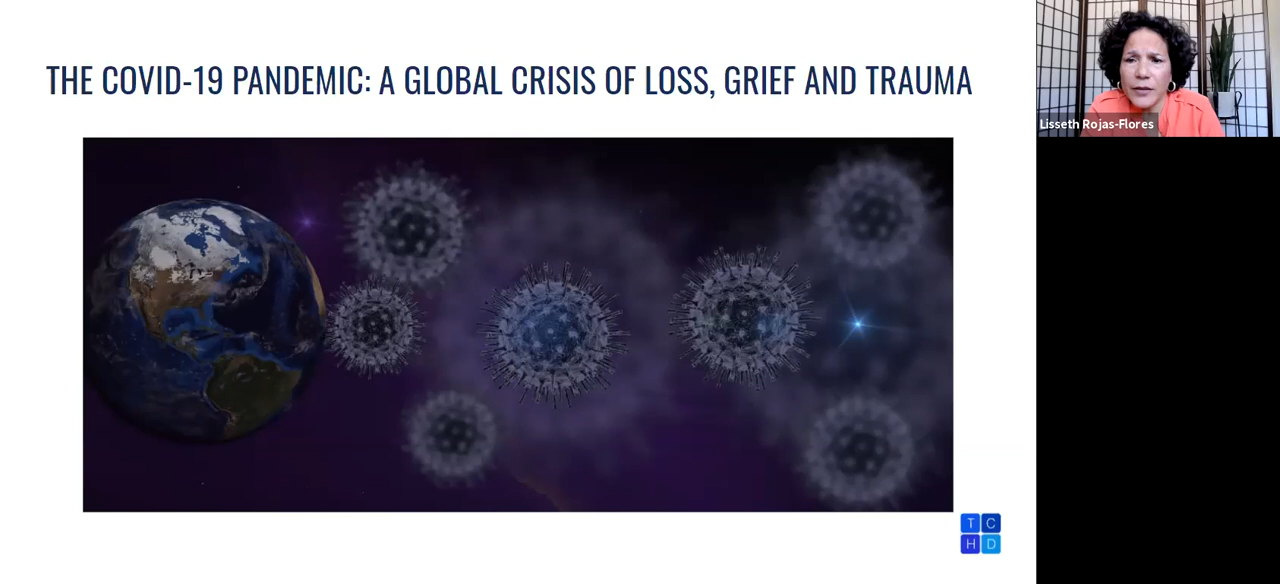 THE COVID-19 PANDEMIC: A GLOBAL CRISIS OF LOSS, GRIEF AND TRAUMA
Lisseth Rojas-Flores
T C
H D